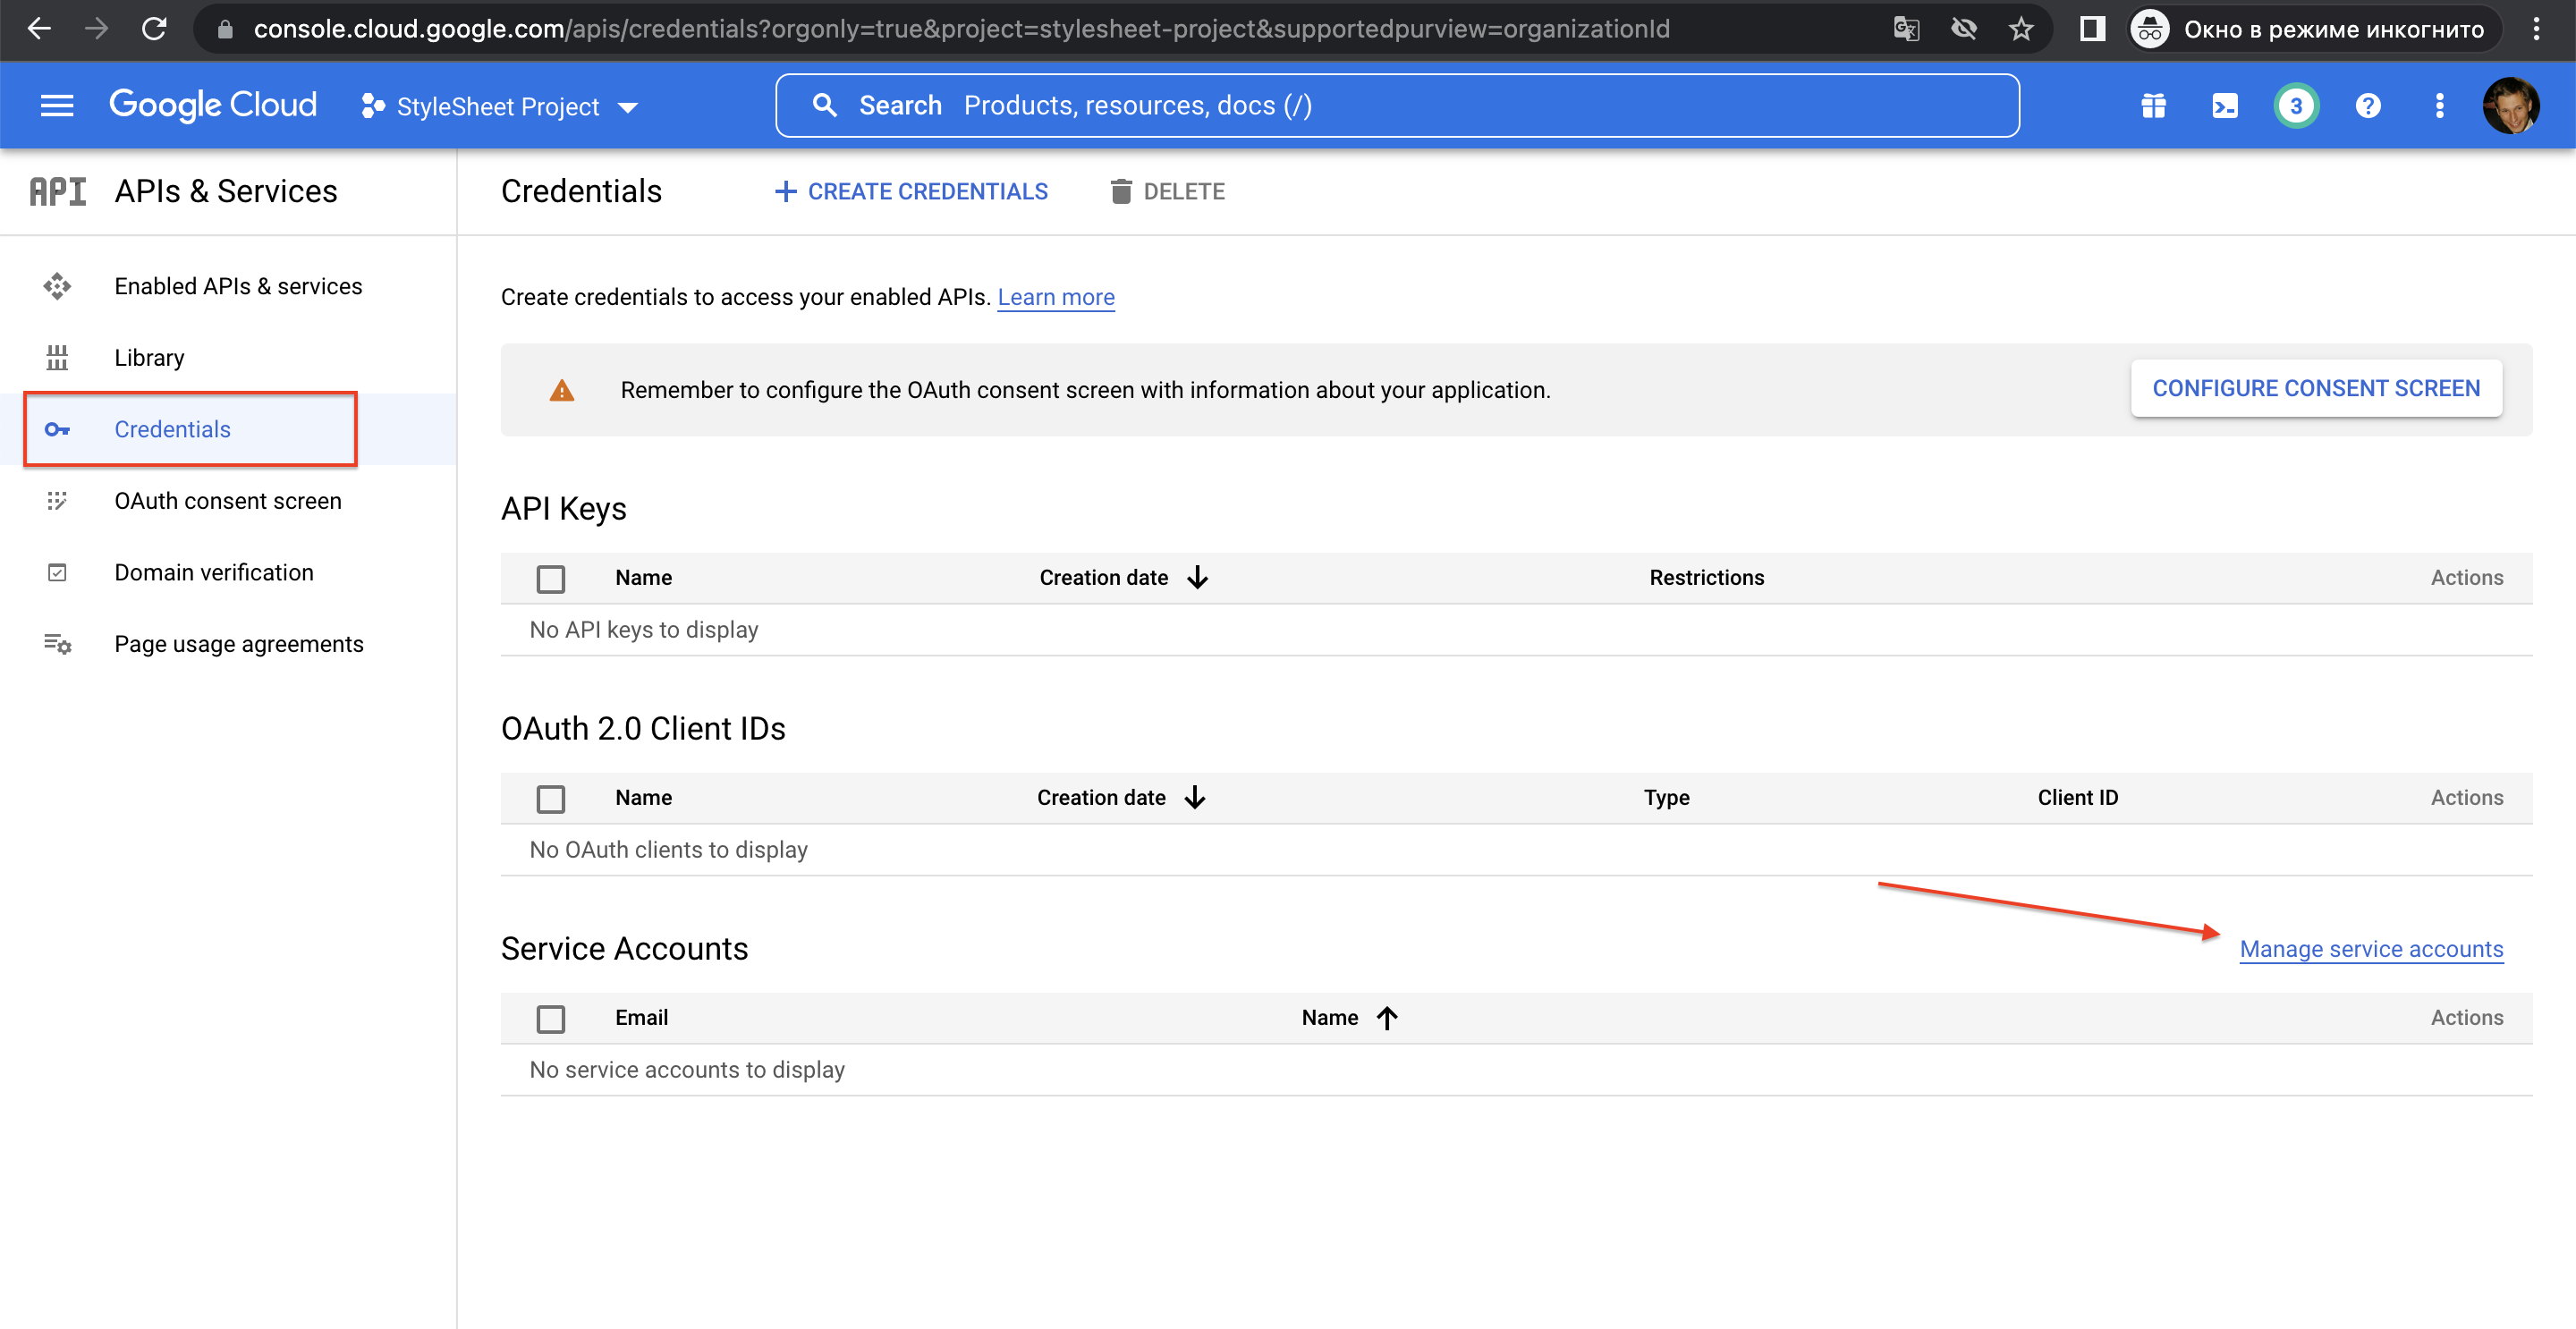 console.cloud.google.com/apis/credentials?orgonly=true&project=stylesheet-project&supportedpurview=organizationId
Окно в режиме инкогнито
Google Cloud
StyleSheet Project
Search Products, resources, docs (/)
3
?
API APIs & Services
Credentials
+ CREATE CREDENTIALS
DELETE
Enabled APIs & services
Library
Credentials
OAuth consent screen
Domain verification
Page usage agreements
Create credentials to access your enabled APIs. Learn more
Remember to configure the OAuth consent screen with information about your application.
CONFIGURE CONSENT SCREEN
API Keys
Name Creation date Restrictions Actions
No API keys to display
OAuth 2.0 Client IDs
Name Creation date Type Client ID Actions
No OAuth clients to display
Service Accounts
Manage service accounts
Email Name Actions
No service accounts to display